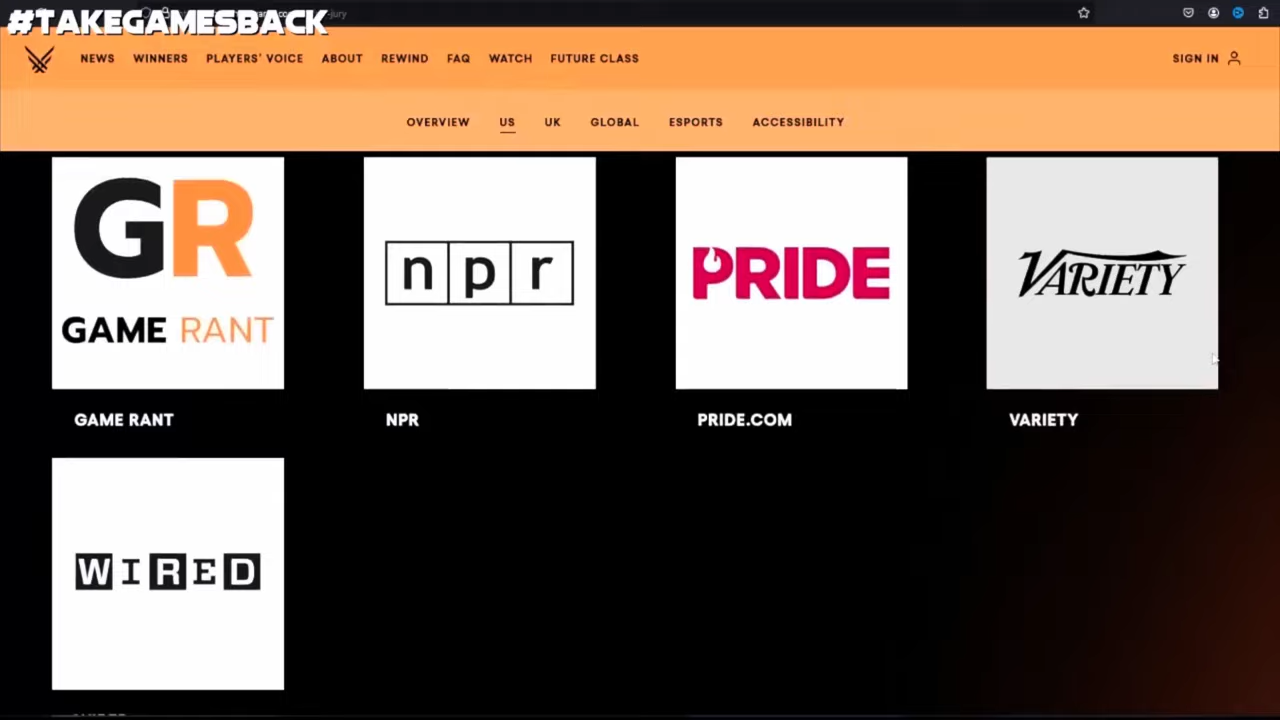 #TAKEGAMESBACK
-jury
NEWS WINNERS PLAYERS' VOICE ABOUT REWIND FAQ WATCH FUTURE CLASS SIGN IN
OVERVIEW US UK GLOBAL ESPORTS ACCESSIBILITY
GR
GAME RANT
npr
PRIDE
VARIETY
GAME RANT
NPR
PRIDE.COM
VARIETY
WIRED